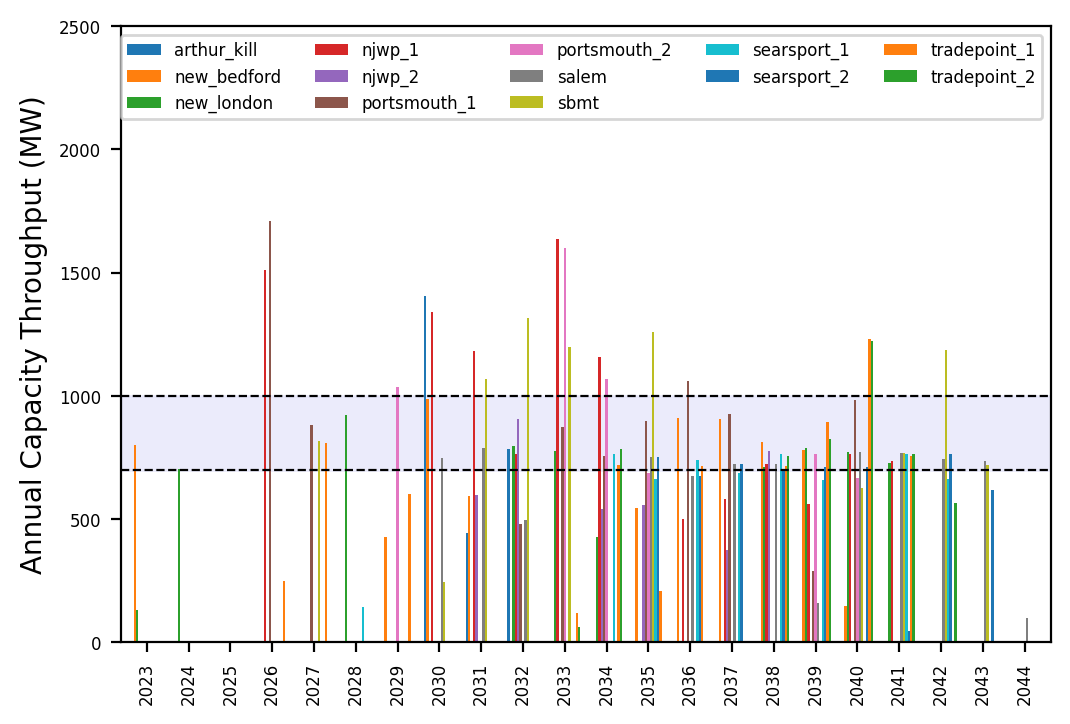 2500
2000
1500
1000
500
0
Annual Capacity Throughput (MW)
arthur_kill
new_bedford
new_london
njwp_1
njwp_2
portsmouth_1
portsmouth_2
salem
sbmt
searsport_1
searsport_2
tradepoint_1
tradepoint_2
2023
2024
2025
2026
2027
2028
2029
2030
2031
2032
2033
2034
2035
2036
2037
2038
2039
2040
2041
2042
2043
2044